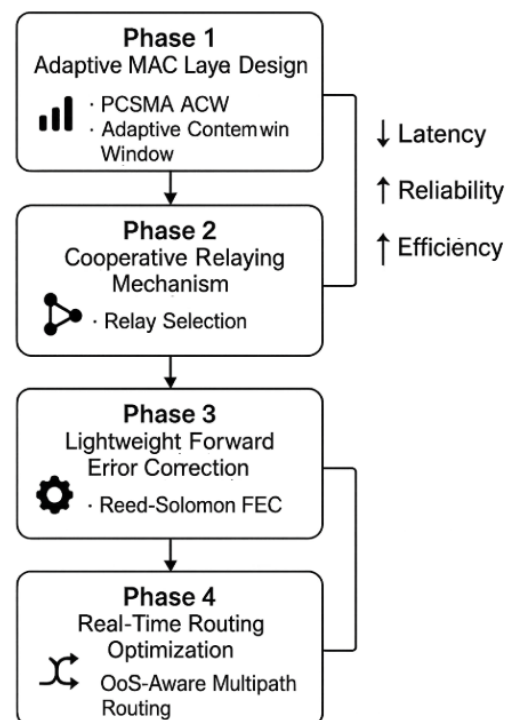 Phase 1
Adaptive MAC Laye Design
· PCSMA ACW
· Adaptive Contemwin
Window
↓ Latency
↑ Reliability
↑ Efficiency
Phase 2
Cooperative Relaying
Mechanism
· Relay Selection
Phase 3
Lightweight Forward
Error Correction
· Reed-Solomon FEC
Phase 4
Real-Time Routing
Optimization
OoS-Aware Multipath
Routing